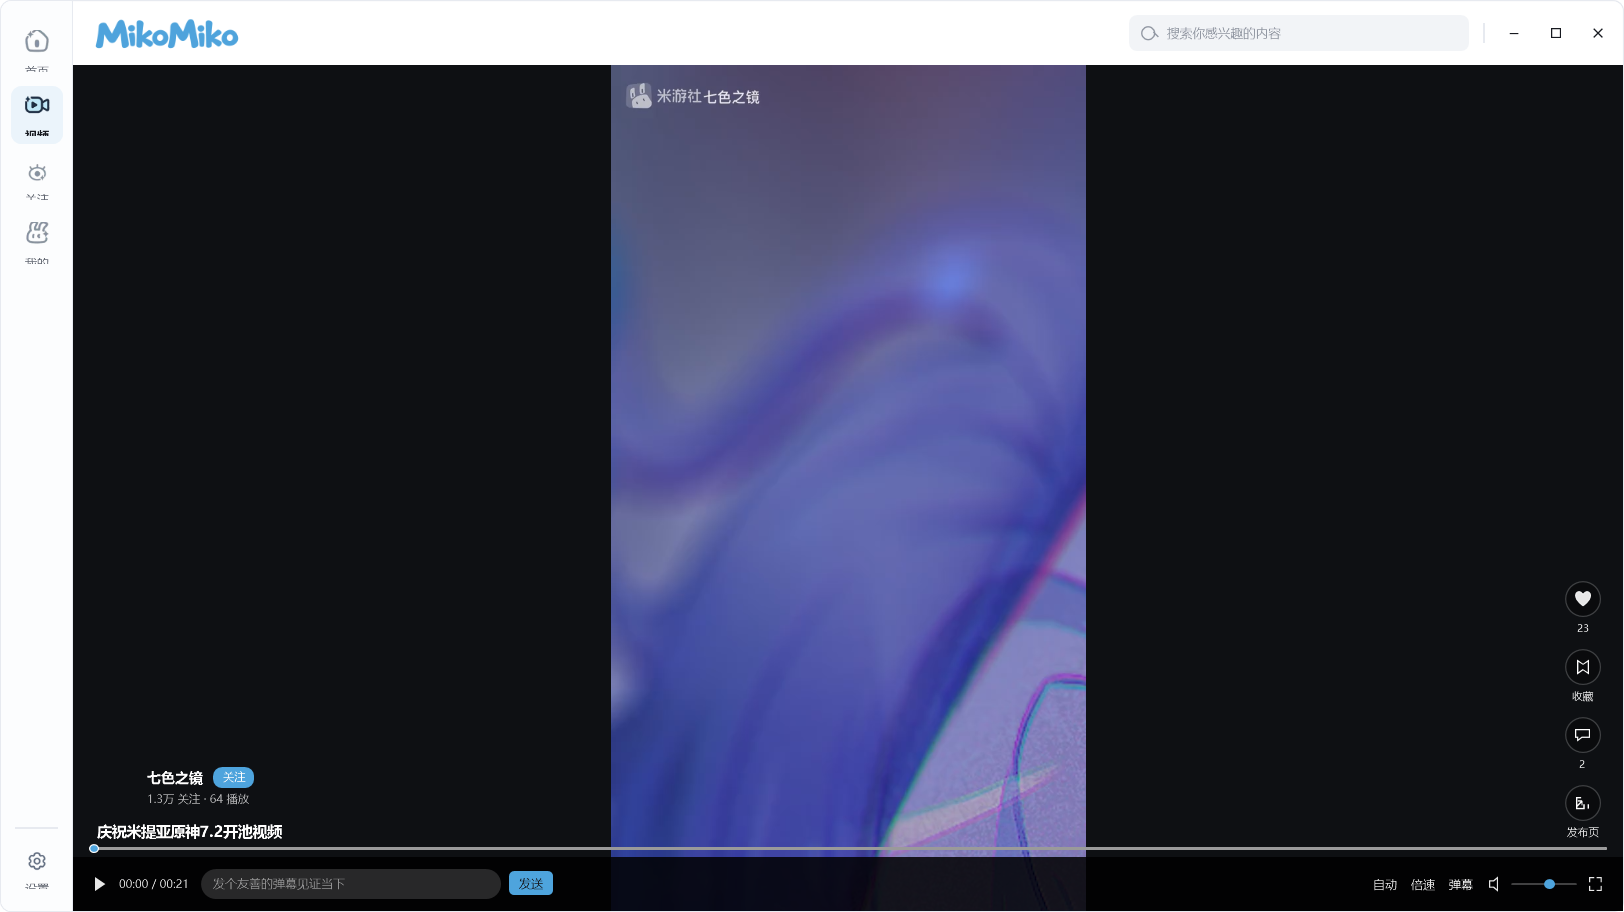 MikoMiko
搜索你感兴趣的内容
米游社 七色之镜
23
收藏
2
发布页
七色之镜 关注
1.3万 关注 · 64 播放
庆祝米提亚原神7.2开池视频
00:00 / 00:21 发个友善的弹幕见证当下 发送 自动 倍速 弹幕